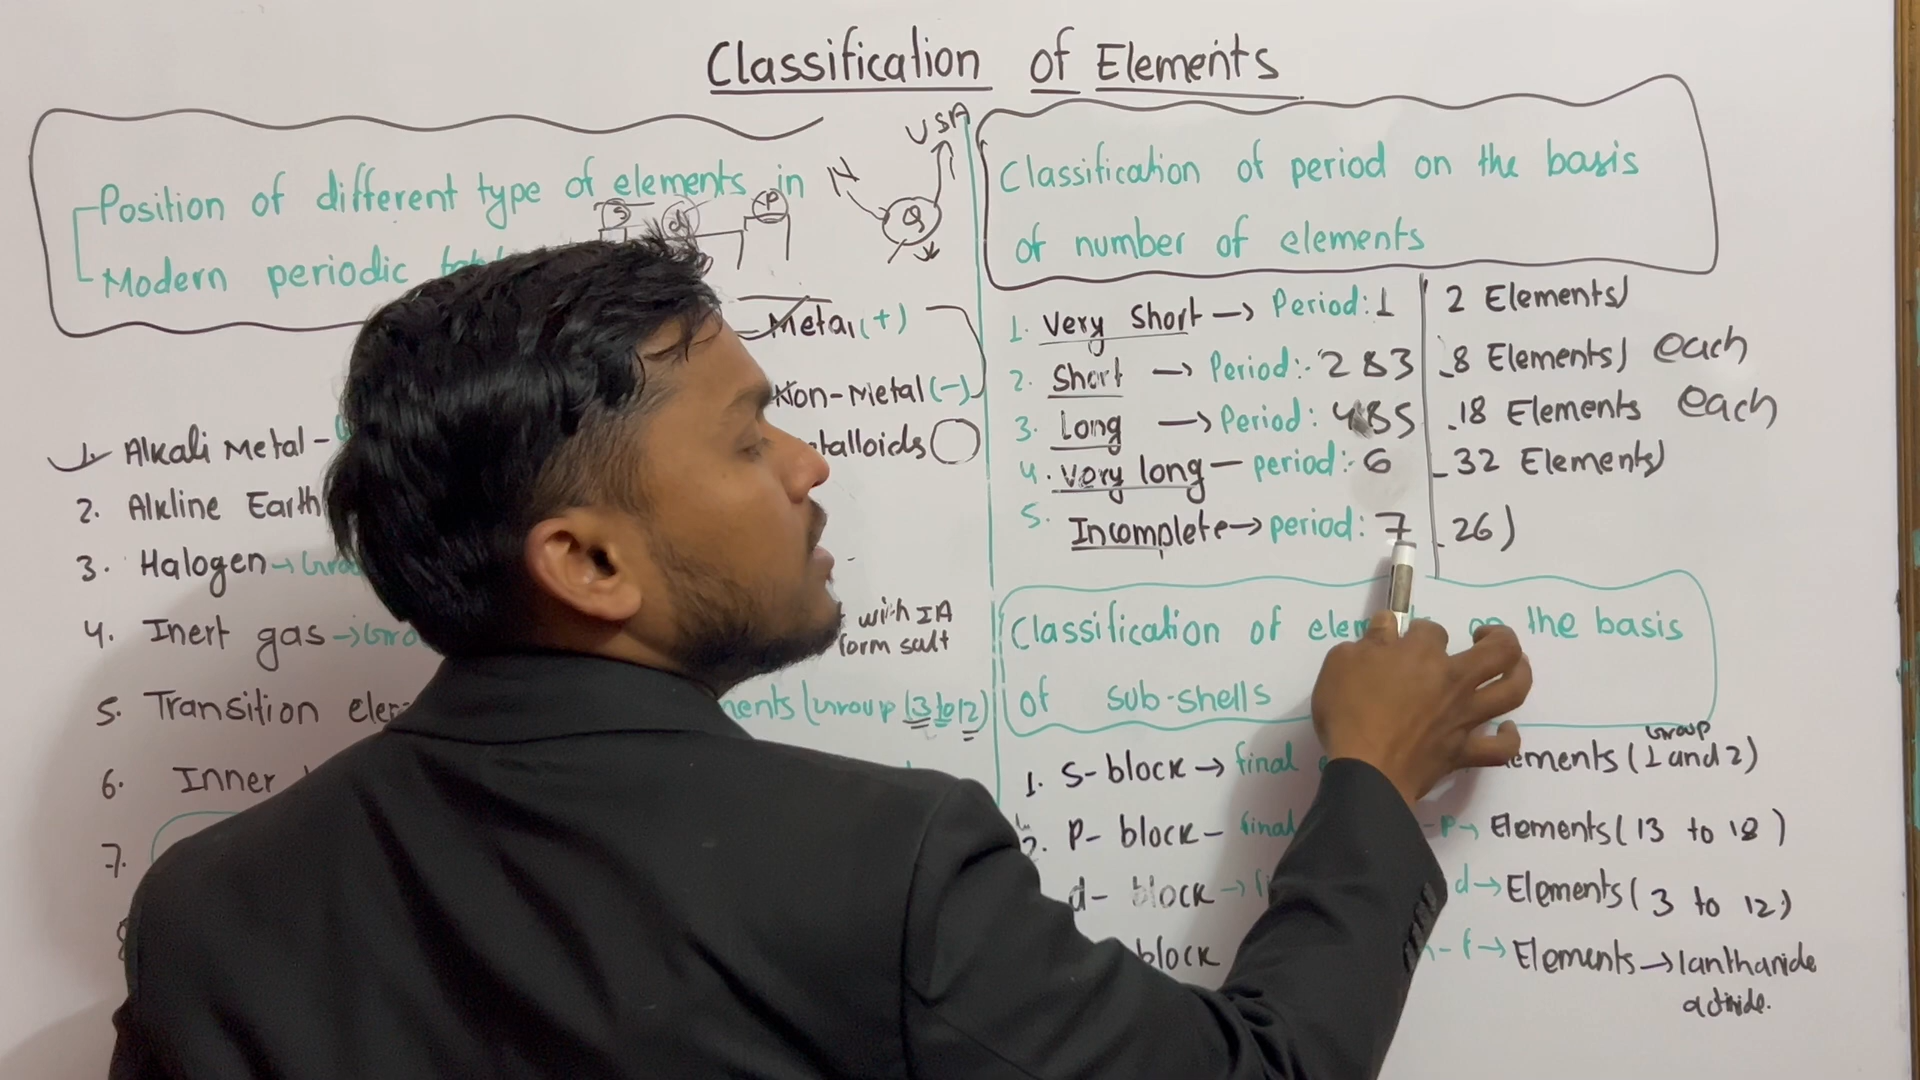 Classification of Elements
Position of different type of elements in
Modern periodic
S
d
P
N
USA
Metal (+)
Non-Metal (-)
talloids
1. Alkali Metal -
2. Alkline Earth
3. Halogen →
4. Inert gas →
with IA
form salt
5. Transition ele
ments (Group (3 to 12)
6. Inner
7.
Classification of period on the basis
of number of elements
1. Very Short → Period: 1 2 Elements)
2. Short → Period:- 2 & 3 8 Elements) each
3. Long → Period: 4 & 5 18 Elements each
4. Very long — period:- 6 32 Elements)
5. Incomplete → period: 7 26)
Classification of ele on the basis
of sub-shells
Group
1. S-block → final ements (1 and 2)
2. P- block - final -P→ Elements (13 to 18)
d- block → d → Elements (3 to 12)
block - f → Elements → lanthanide
actinide.